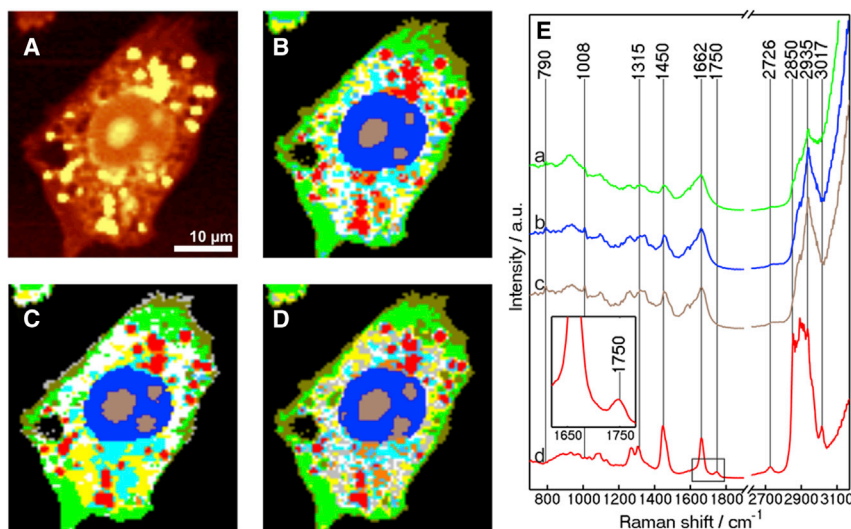 A
10 µm
B
C
D
E
790
1008
1315
1450
1662
1750
2726
2850
2935
3017
a
b
c
d
1750
1650 1750
Intensity / a.u.
800 1000 1200 1400 1600 1800 2700 2900 3100
Raman shift / cm⁻¹